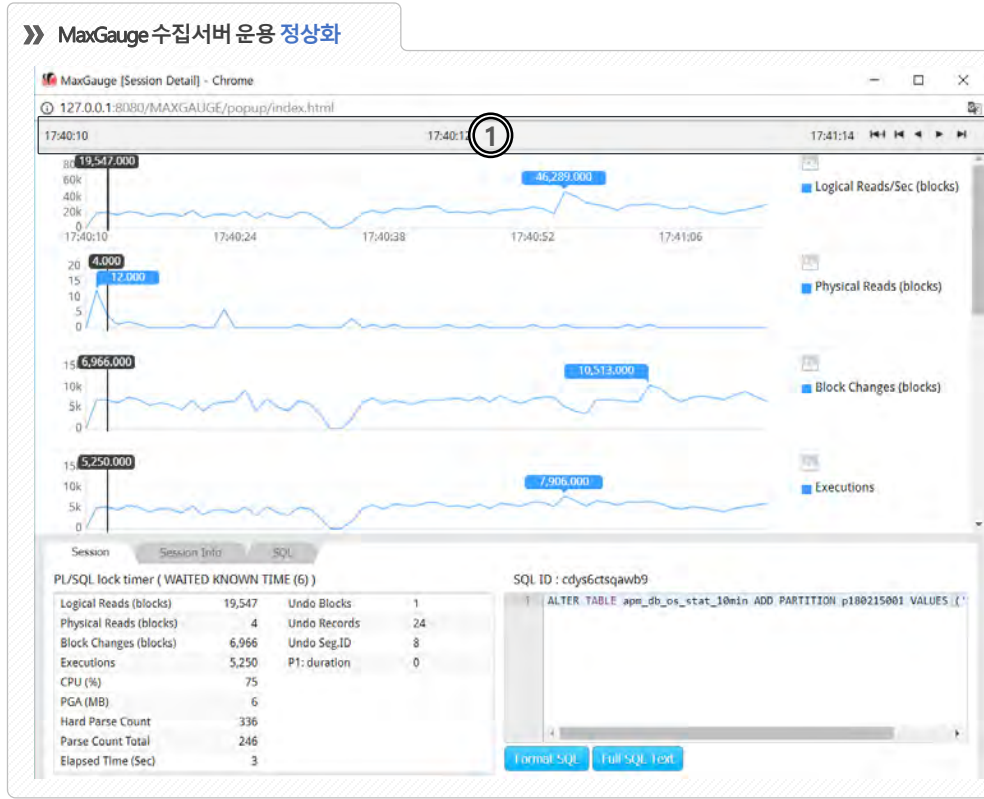 》 MaxGauge 수집서버 운용 정상화
MaxGauge [Session Detail] - Chrome
127.0.0.1:8080/MAXGAUGE/popup/index.html
17:40:10 17:40:12 1 17:41:14
19,547.000
60k
40k
20k
0
46,289.000
Logical Reads/Sec (blocks)
17:40:10 17:40:24 17:40:38 17:40:52 17:41:06
20
15
10
5
0
4.000
12.000
Physical Reads (blocks)
15
10k
5k
0
6,966.000
10,513.000
Block Changes (blocks)
15
10k
5k
0
5,250.000
7,906.000
Executions
Session Session Info SQL
PL/SQL lock timer ( WAITED KNOWN TIME (6) )
Logical Reads (blocks) 19,547 Undo Blocks 1
Physical Reads (blocks) 4 Undo Records 24
Block Changes (blocks) 6,966 Undo Seg.ID 8
Executions 5,250 P1: duration 0
CPU (%) 75
PGA (MB) 6
Hard Parse Count 336
Parse Count Total 246
Elapsed Time (Sec) 3
SQL ID : cdys6ctsqawb9
1 ALTER TABLE apm_db_os_stat_10min ADD PARTITION p180215001 VALUES ('
Format SQL Full SQL Text